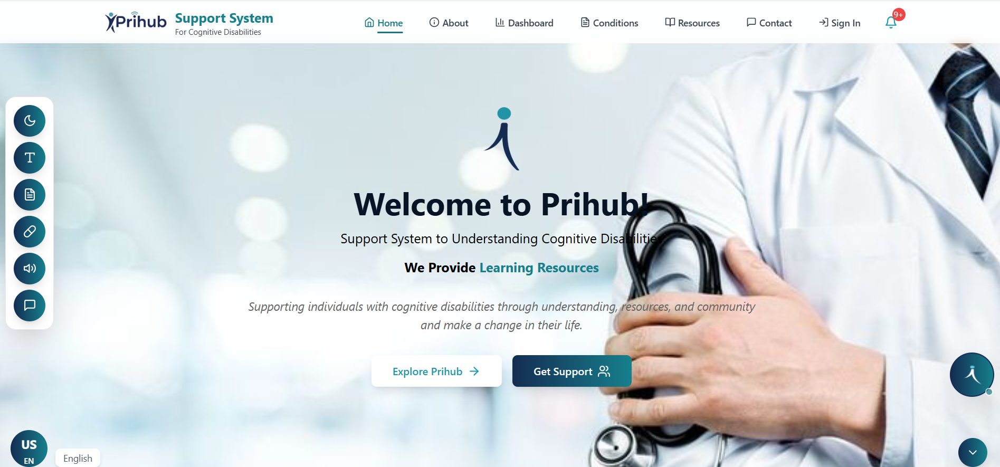 Prihub
Support System
For Cognitive Disabilities
Home
About
Dashboard
Conditions
Resources
Contact
Sign In
9+
Welcome to Prihub!
Support System to Understanding Cognitive Disabilities
We Provide Learning Resources
Supporting individuals with cognitive disabilities through understanding, resources, and community
and make a change in their life.
Explore Prihub
Get Support
US
EN
English